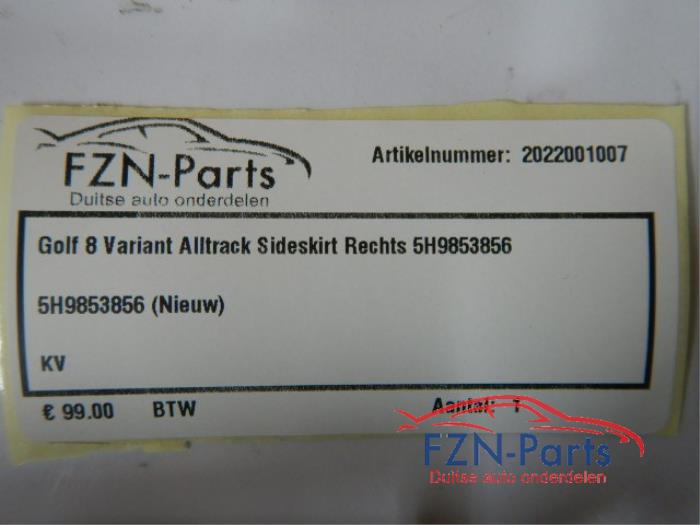 FZN-Parts
Duitse auto onderdelen
Artikelnummer: 2022001007
Golf 8 Variant Alltrack Sideskirt Rechts 5H9853856
5H9853856 (Nieuw)
KV
€ 99.00 BTW Aantal: 1
FZN-Parts
Duitse auto onderdelen